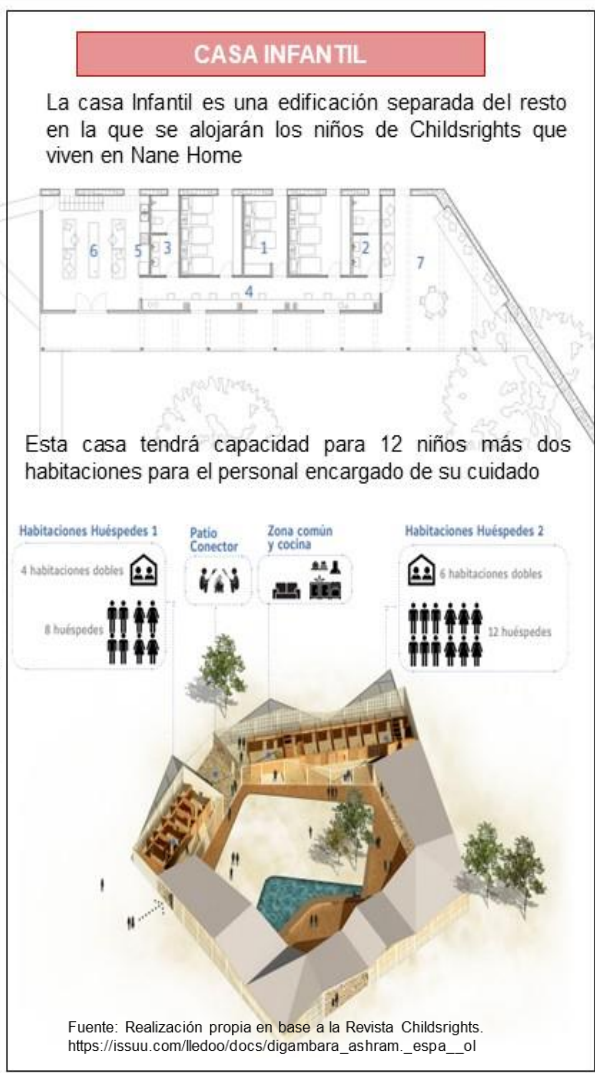 CASA INFANTIL
La casa Infantil es una edificación separada del resto
en la que se alojarán los niños de Childsrights que
viven en Nane Home
6
5
3
1
2
4
7
Esta casa tendrá capacidad para 12 niños más dos
habitaciones para el personal encargado de su cuidado
Habitaciones Huéspedes 1
4 habitaciones dobles
8 huéspedes
Patio
Conector
Zona común
y cocina
Habitaciones Huéspedes 2
6 habitaciones dobles
12 huéspedes
Fuente: Realización propia en base a la Revista Childsrights.
https://issuu.com/lledoo/docs/digambara_ashram._espa__ol